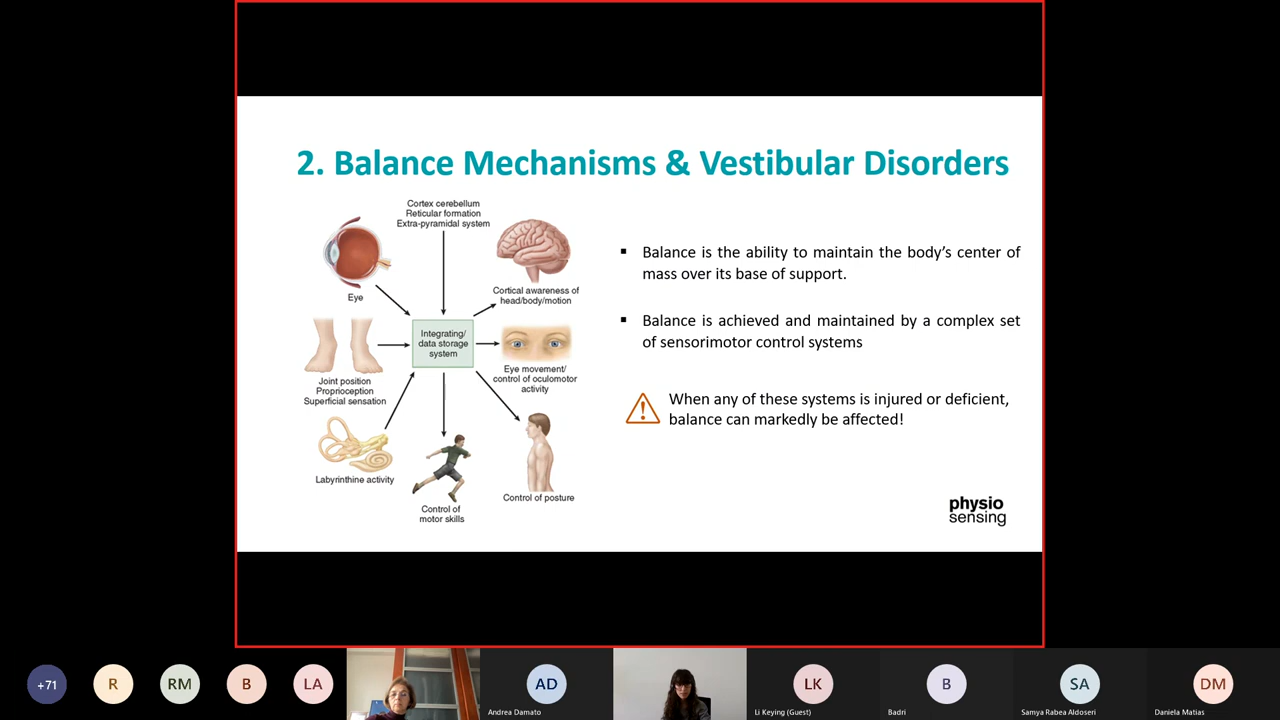 2. Balance Mechanisms & Vestibular Disorders
Cortex cerebellum
Reticular formation
Extra-pyramidal system
Eye
Cortical awareness of
head/body/motion
Integrating/
data storage
system
Joint position
Proprioception
Superficial sensation
Eye movement/
control of oculomotor
activity
Labyrinthine activity
Control of
motor skills
Control of posture
▪ Balance is the ability to maintain the body’s center of
mass over its base of support.
▪ Balance is achieved and maintained by a complex set
of sensorimotor control systems
When any of these systems is injured or deficient,
balance can markedly be affected!
physio
sensing
+71
R
RM
B
LA
AD
Andrea Damato
LK
Li Keying (Guest)
B
Badri
SA
Samya Rabea Aldoseri
DM
Daniela Matias